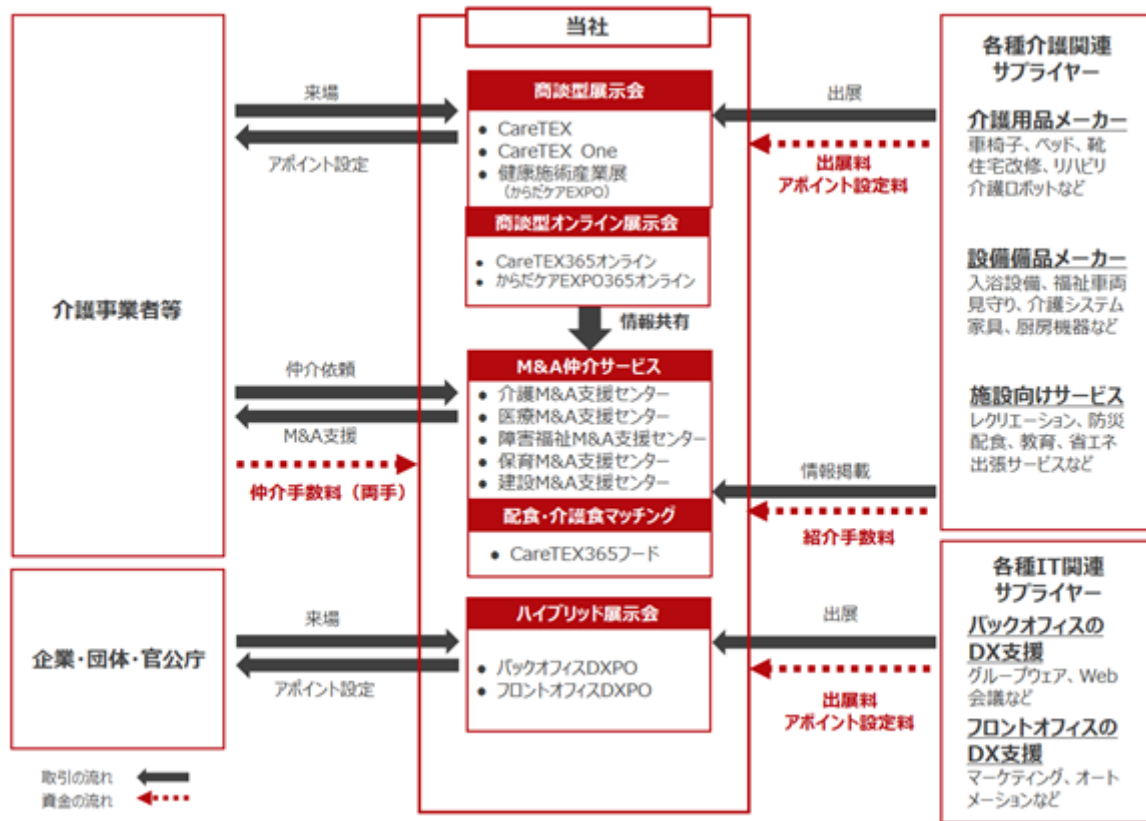 当社
介護事業者等
来場
アポイント設定
商談型展示会
● CareTEX
● CareTEX One
● 健康施術産業展
（からだケアEXPO）
商談型オンライン展示会
● CareTEX365オンライン
● からだケアEXPO365オンライン
情報共有
仲介依頼
M&A支援
仲介手数料（両手）
M&A仲介サービス
● 介護M&A支援センター
● 医療M&A支援センター
● 障害福祉M&A支援センター
● 保育M&A支援センター
● 建設M&A支援センター
配食・介護食マッチング
● CareTEX365フード
出展
出展料
アポイント設定料
情報掲載
紹介手数料
各種介護関連
サプライヤー
介護用品メーカー
車椅子、ベッド、靴
住宅改修、リハビリ
介護ロボットなど
設備備品メーカー
入浴設備、福祉車両
見守り、介護システム
家具、厨房機器など
施設向けサービス
レクリエーション、防災
配食、教育、省エネ
出張サービスなど
企業・団体・官公庁
来場
アポイント設定
ハイブリッド展示会
● バックオフィスDXPO
● フロントオフィスDXPO
出展
出展料
アポイント設定料
各種IT関連
サプライヤー
バックオフィスの
DX支援
グループウェア、Web
会議など
フロントオフィスの
DX支援
マーケティング、オート
メーションなど
取引の流れ
資金の流れ